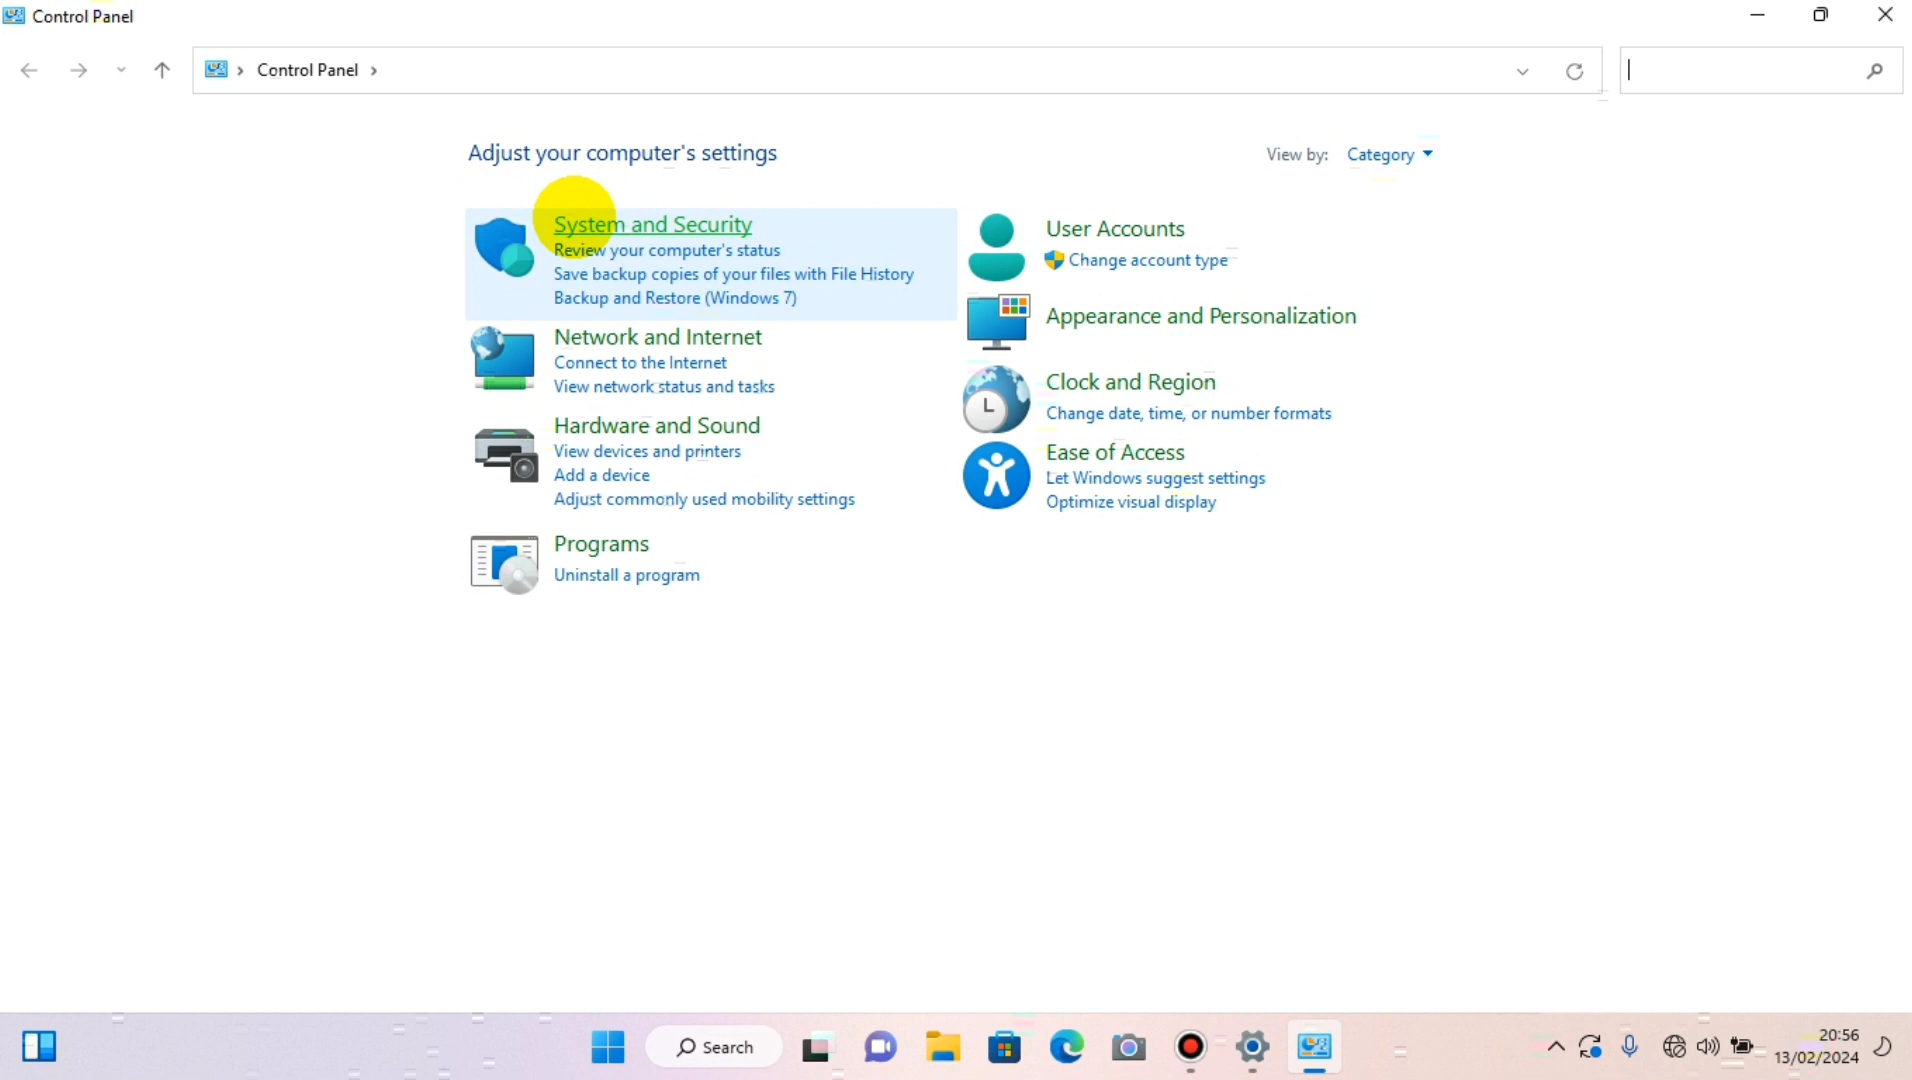 Control Panel
Control Panel
Adjust your computer's settings
View by: Category
System and Security
Review your computer's status
Save backup copies of your files with File History
Backup and Restore (Windows 7)
Network and Internet
Connect to the Internet
View network status and tasks
Hardware and Sound
View devices and printers
Add a device
Adjust commonly used mobility settings
Programs
Uninstall a program
User Accounts
Change account type
Appearance and Personalization
Clock and Region
Change date, time, or number formats
Ease of Access
Let Windows suggest settings
Optimize visual display
Search
20:56
13/02/2024